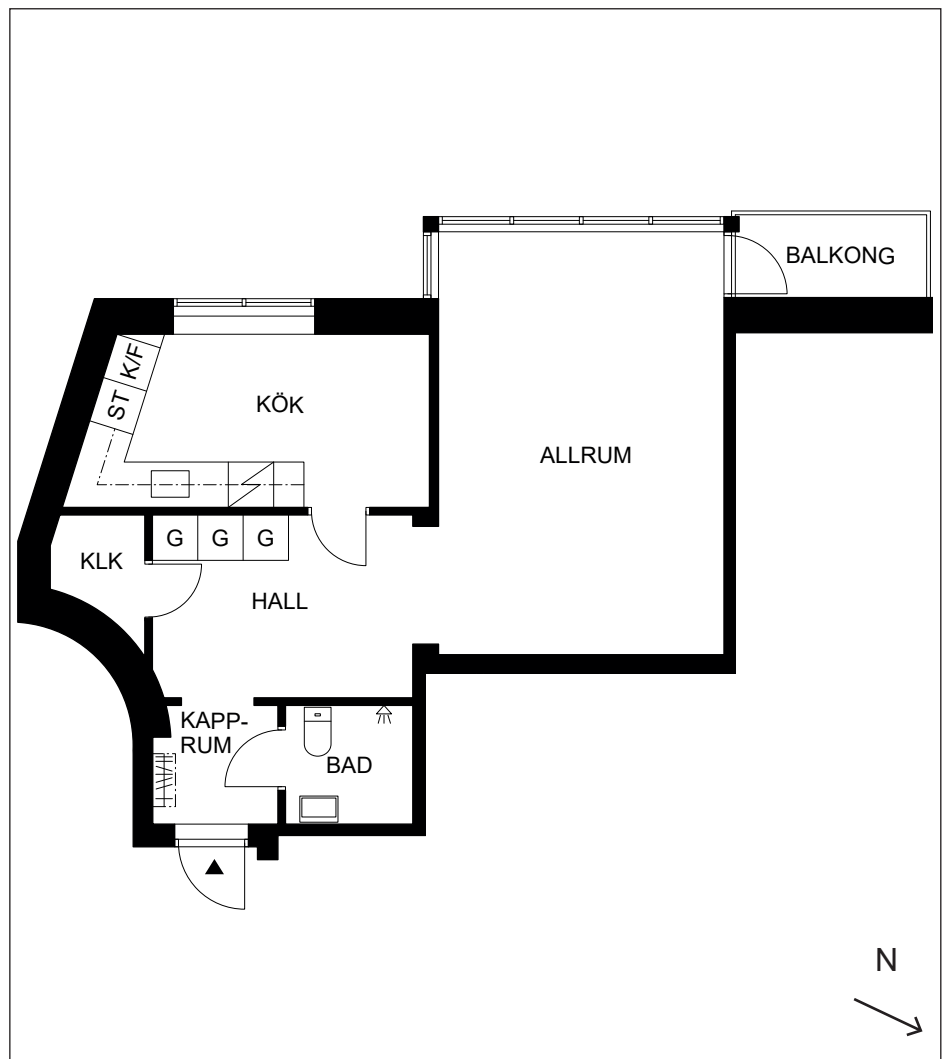 BALKONG
K/F
ST
KÖK
ALLRUM
G G G
KLK
HALL
KAPP-
RUM
BAD
N